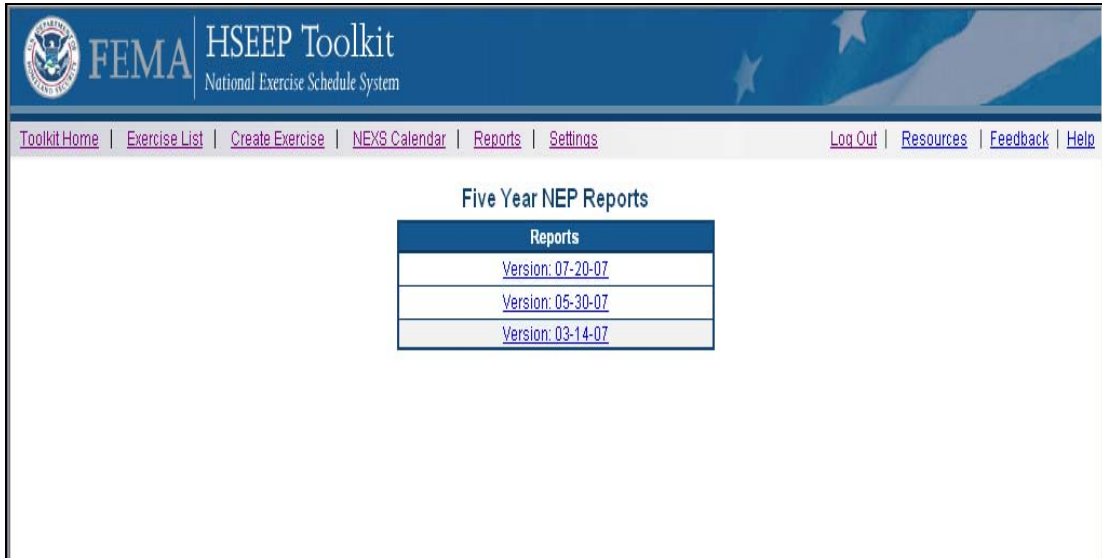 FEMA
HSEEP Toolkit
National Exercise Schedule System
Toolkit Home | Exercise List | Create Exercise | NEXS Calendar | Reports | Settings
Log Out | Resources | Feedback | Help
Five Year NEP Reports
Reports
Version: 07-20-07
Version: 05-30-07
Version: 03-14-07